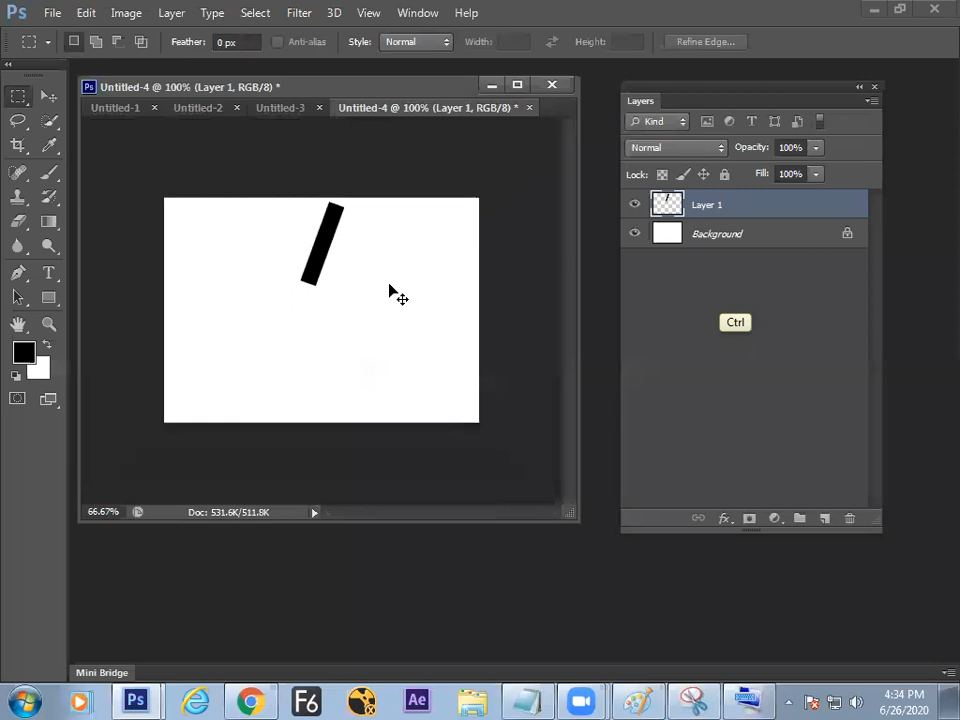 Ps File Edit Image Layer Type Select Filter 3D View Window Help
Feather: 0 px Anti-alias Style: Normal Width: Height: Refine Edge...
Ps Untitled-4 @ 100% (Layer 1, RGB/8) *
Untitled-1 × Untitled-2 × Untitled-3 × Untitled-4 @ 100% (Layer 1, RGB/8) * ×
Layers
Kind
Normal Opacity: 100%
Lock: Fill: 100%
Layer 1
Background
Ctrl
66.67% Doc: 531.6K/511.8K
Mini Bridge
Ps F6 Ae
4:34 PM
6/26/2020